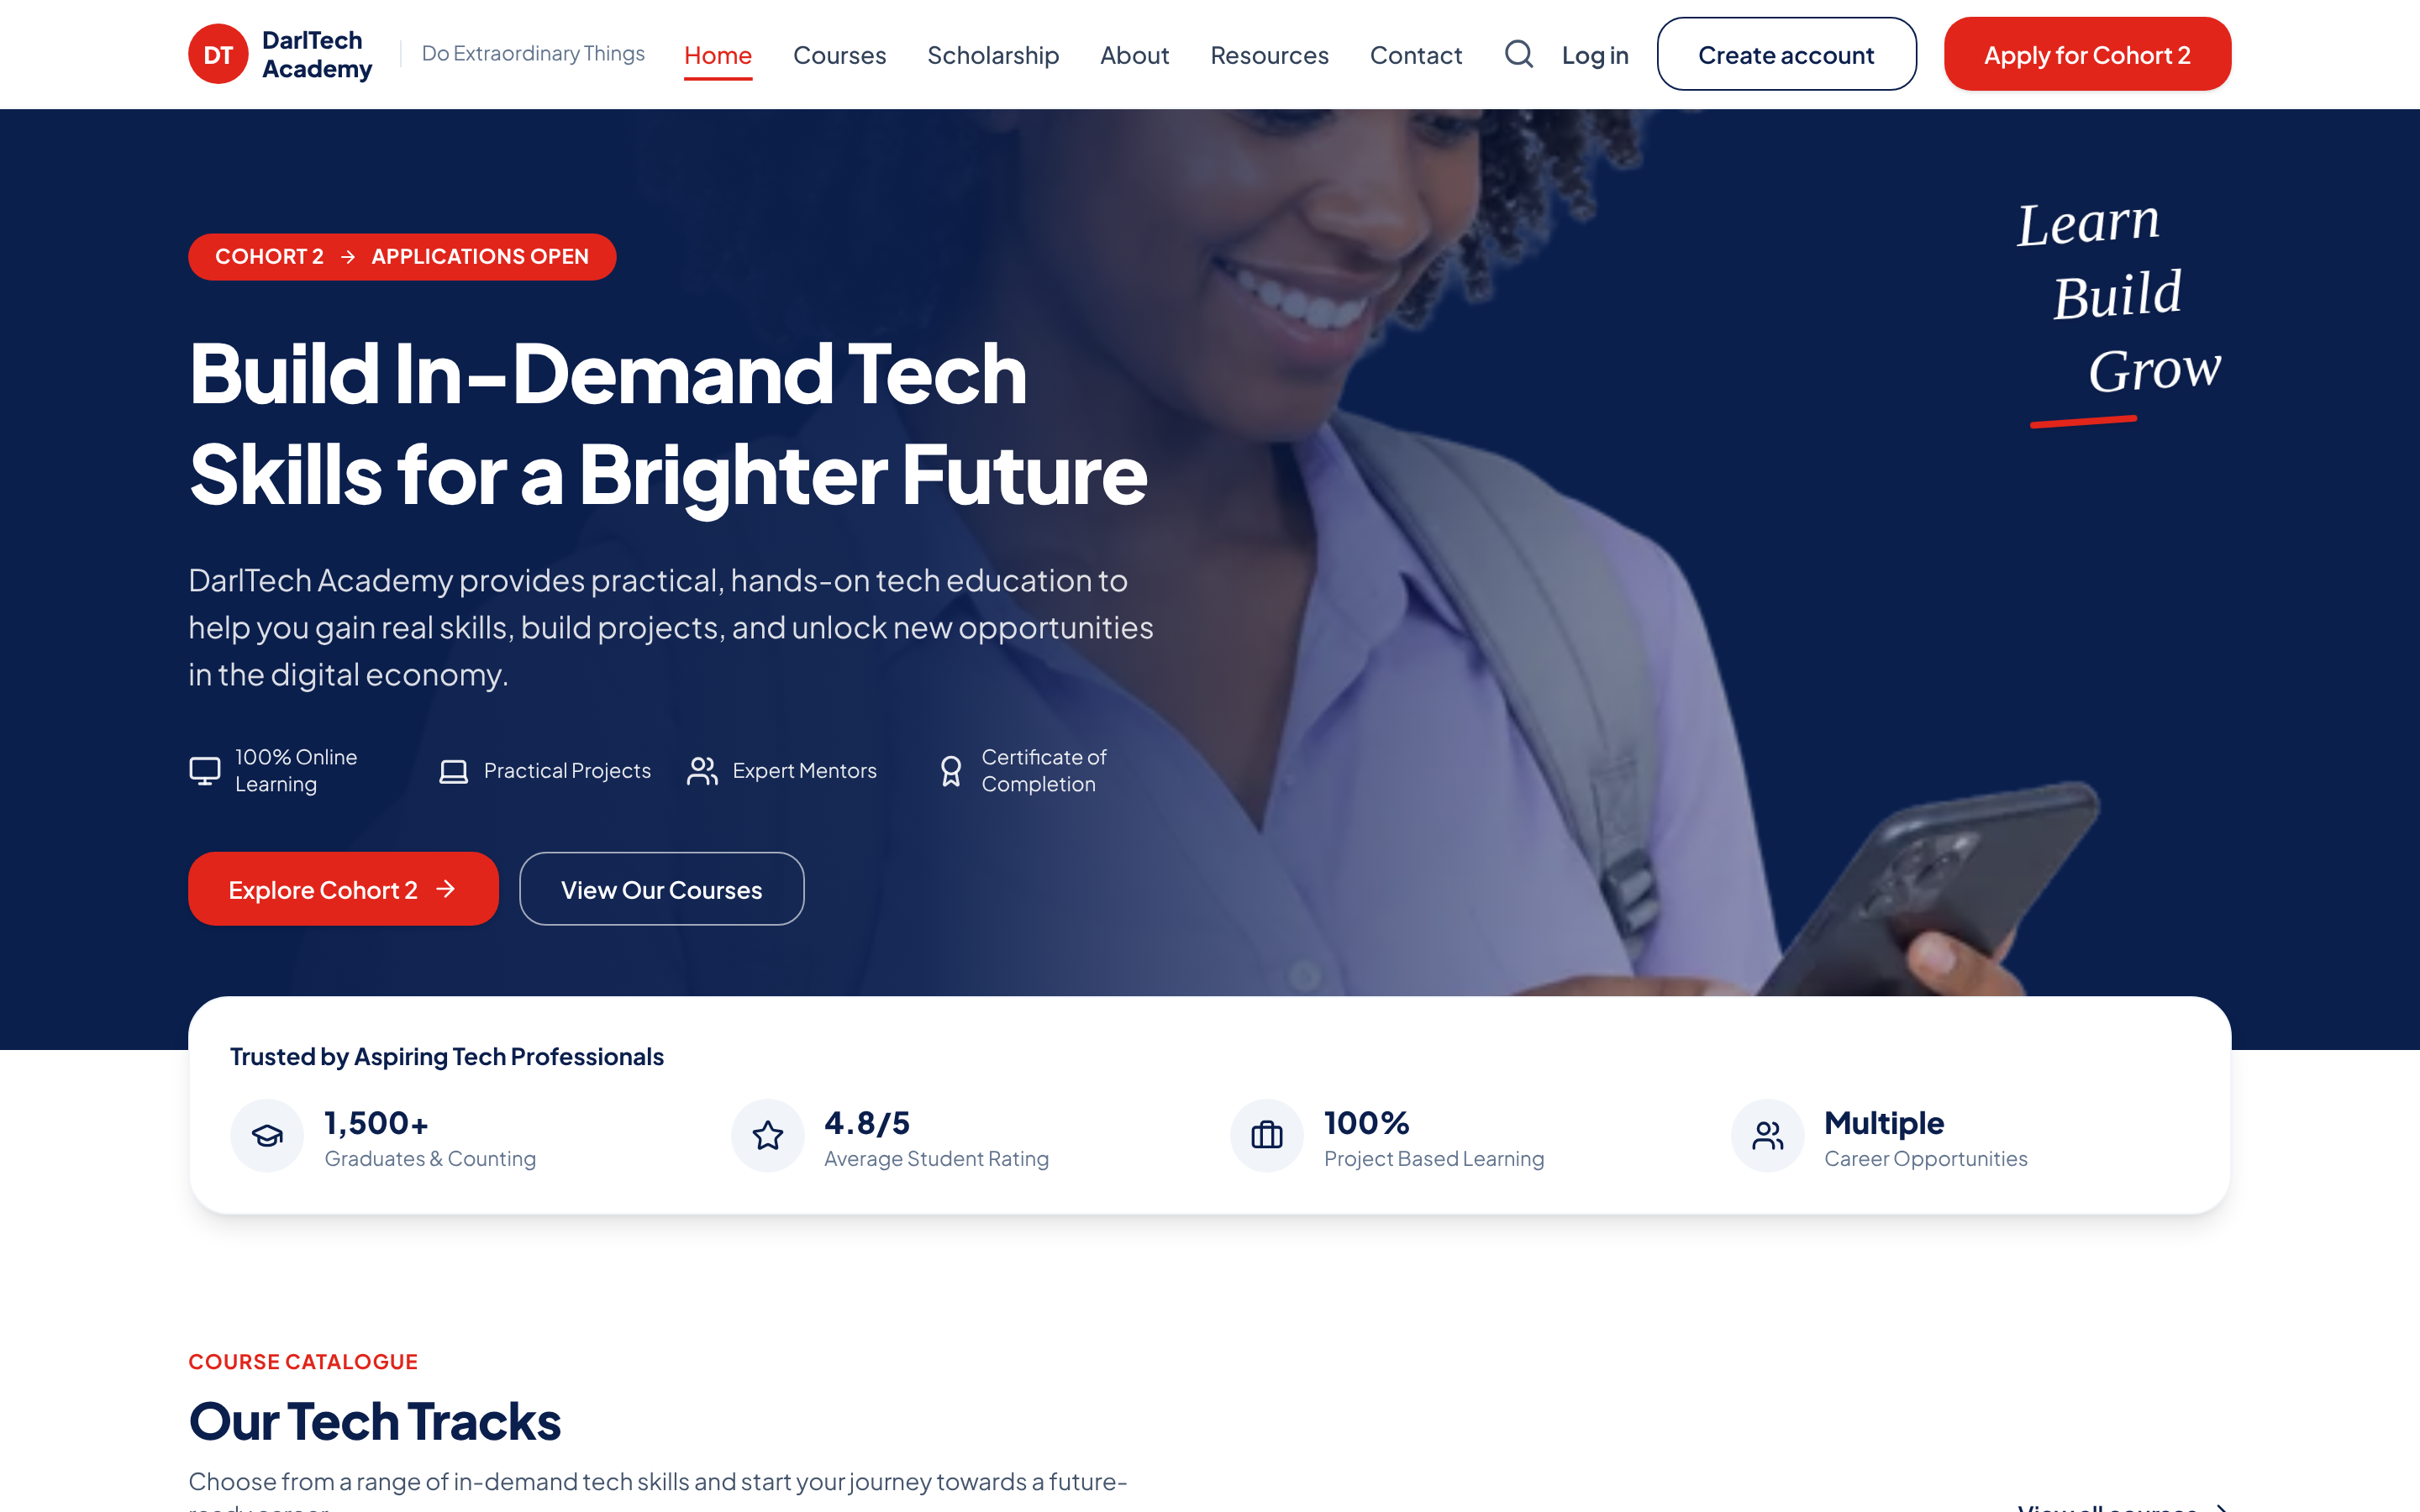 DT
DarlTech
Academy
Do Extraordinary Things
Home
Courses
Scholarship
About
Resources
Contact
Log in
Create account
Apply for Cohort 2
COHORT 2 → APPLICATIONS OPEN
Learn
Build
Grow
Build In-Demand Tech
Skills for a Brighter Future
DarlTech Academy provides practical, hands-on tech education to
help you gain real skills, build projects, and unlock new opportunities
in the digital economy.
100% Online
Learning
Practical Projects
Expert Mentors
Certificate of
Completion
Explore Cohort 2 →
View Our Courses
Trusted by Aspiring Tech Professionals
1,500+
Graduates & Counting
4.8/5
Average Student Rating
100%
Project Based Learning
Multiple
Career Opportunities
COURSE CATALOGUE
Our Tech Tracks
Choose from a range of in-demand tech skills and start your journey towards a future-
ready career
View all courses